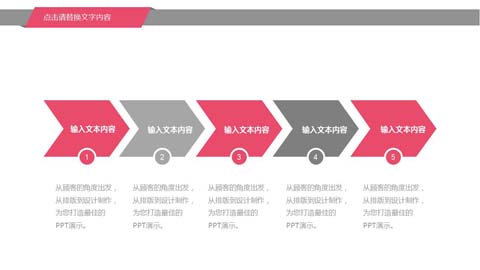 点击请替换文字内容
输入文本内容
输入文本内容
输入文本内容
输入文本内容
输入文本内容
1
2
3
4
5
从顾客的角度出发，
从排版到设计制作，
为您打造最佳的
PPT演示。
从顾客的角度出发，
从排版到设计制作，
为您打造最佳的
PPT演示。
从顾客的角度出发，
从排版到设计制作，
为您打造最佳的
PPT演示。
从顾客的角度出发，
从排版到设计制作，
为您打造最佳的
PPT演示。
从顾客的角度出发，
从排版到设计制作，
为您打造最佳的
PPT演示。